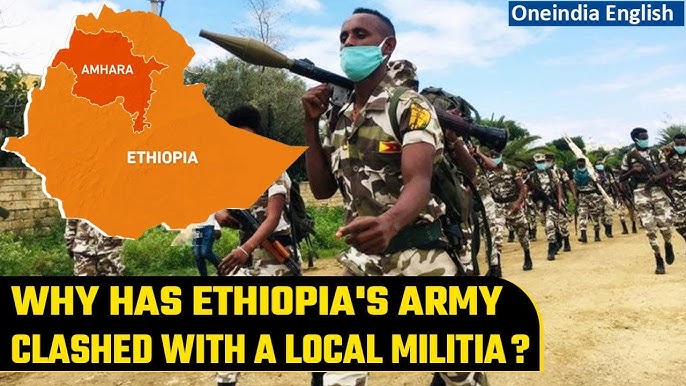 Oneindia English
AMHARA
ETHIOPIA
WHY HAS ETHIOPIA'S ARMY
CLASHED WITH A LOCAL MILITIA?